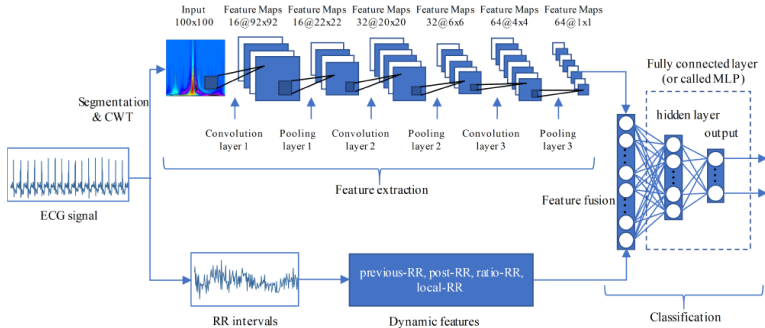 Input
100x100
Feature Maps
16@92x92
Feature Maps
16@22x22
Feature Maps
32@20x20
Feature Maps
32@6x6
Feature Maps
64@4x4
Feature Maps
64@1x1
Segmentation
& CWT
Convolution
layer 1
Pooling
layer 1
Convolution
layer 2
Pooling
layer 2
Convolution
layer 3
Pooling
layer 3
Feature extraction
Fully connected layer
(or called MLP)
hidden layer
output
ECG signal
Feature fusion
previous-RR, post-RR, ratio-RR,
local-RR
RR intervals
Dynamic features
Classification